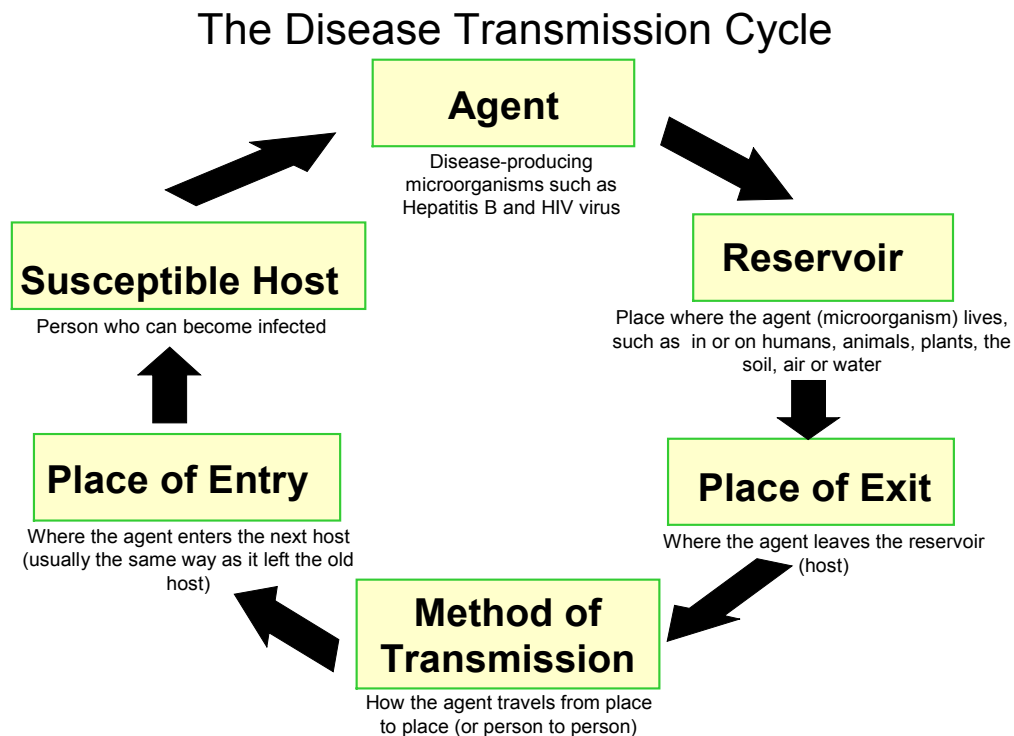 The Disease Transmission Cycle
Agent
Disease-producing
microorganisms such as
Hepatitis B and HIV virus
Reservoir
Place where the agent (microorganism) lives,
such as in or on humans, animals, plants, the
soil, air or water
Place of Exit
Where the agent leaves the reservoir
(host)
Method of
Transmission
How the agent travels from place
to place (or person to person)
Place of Entry
Where the agent enters the next host
(usually the same way as it left the old
host)
Susceptible Host
Person who can become infected